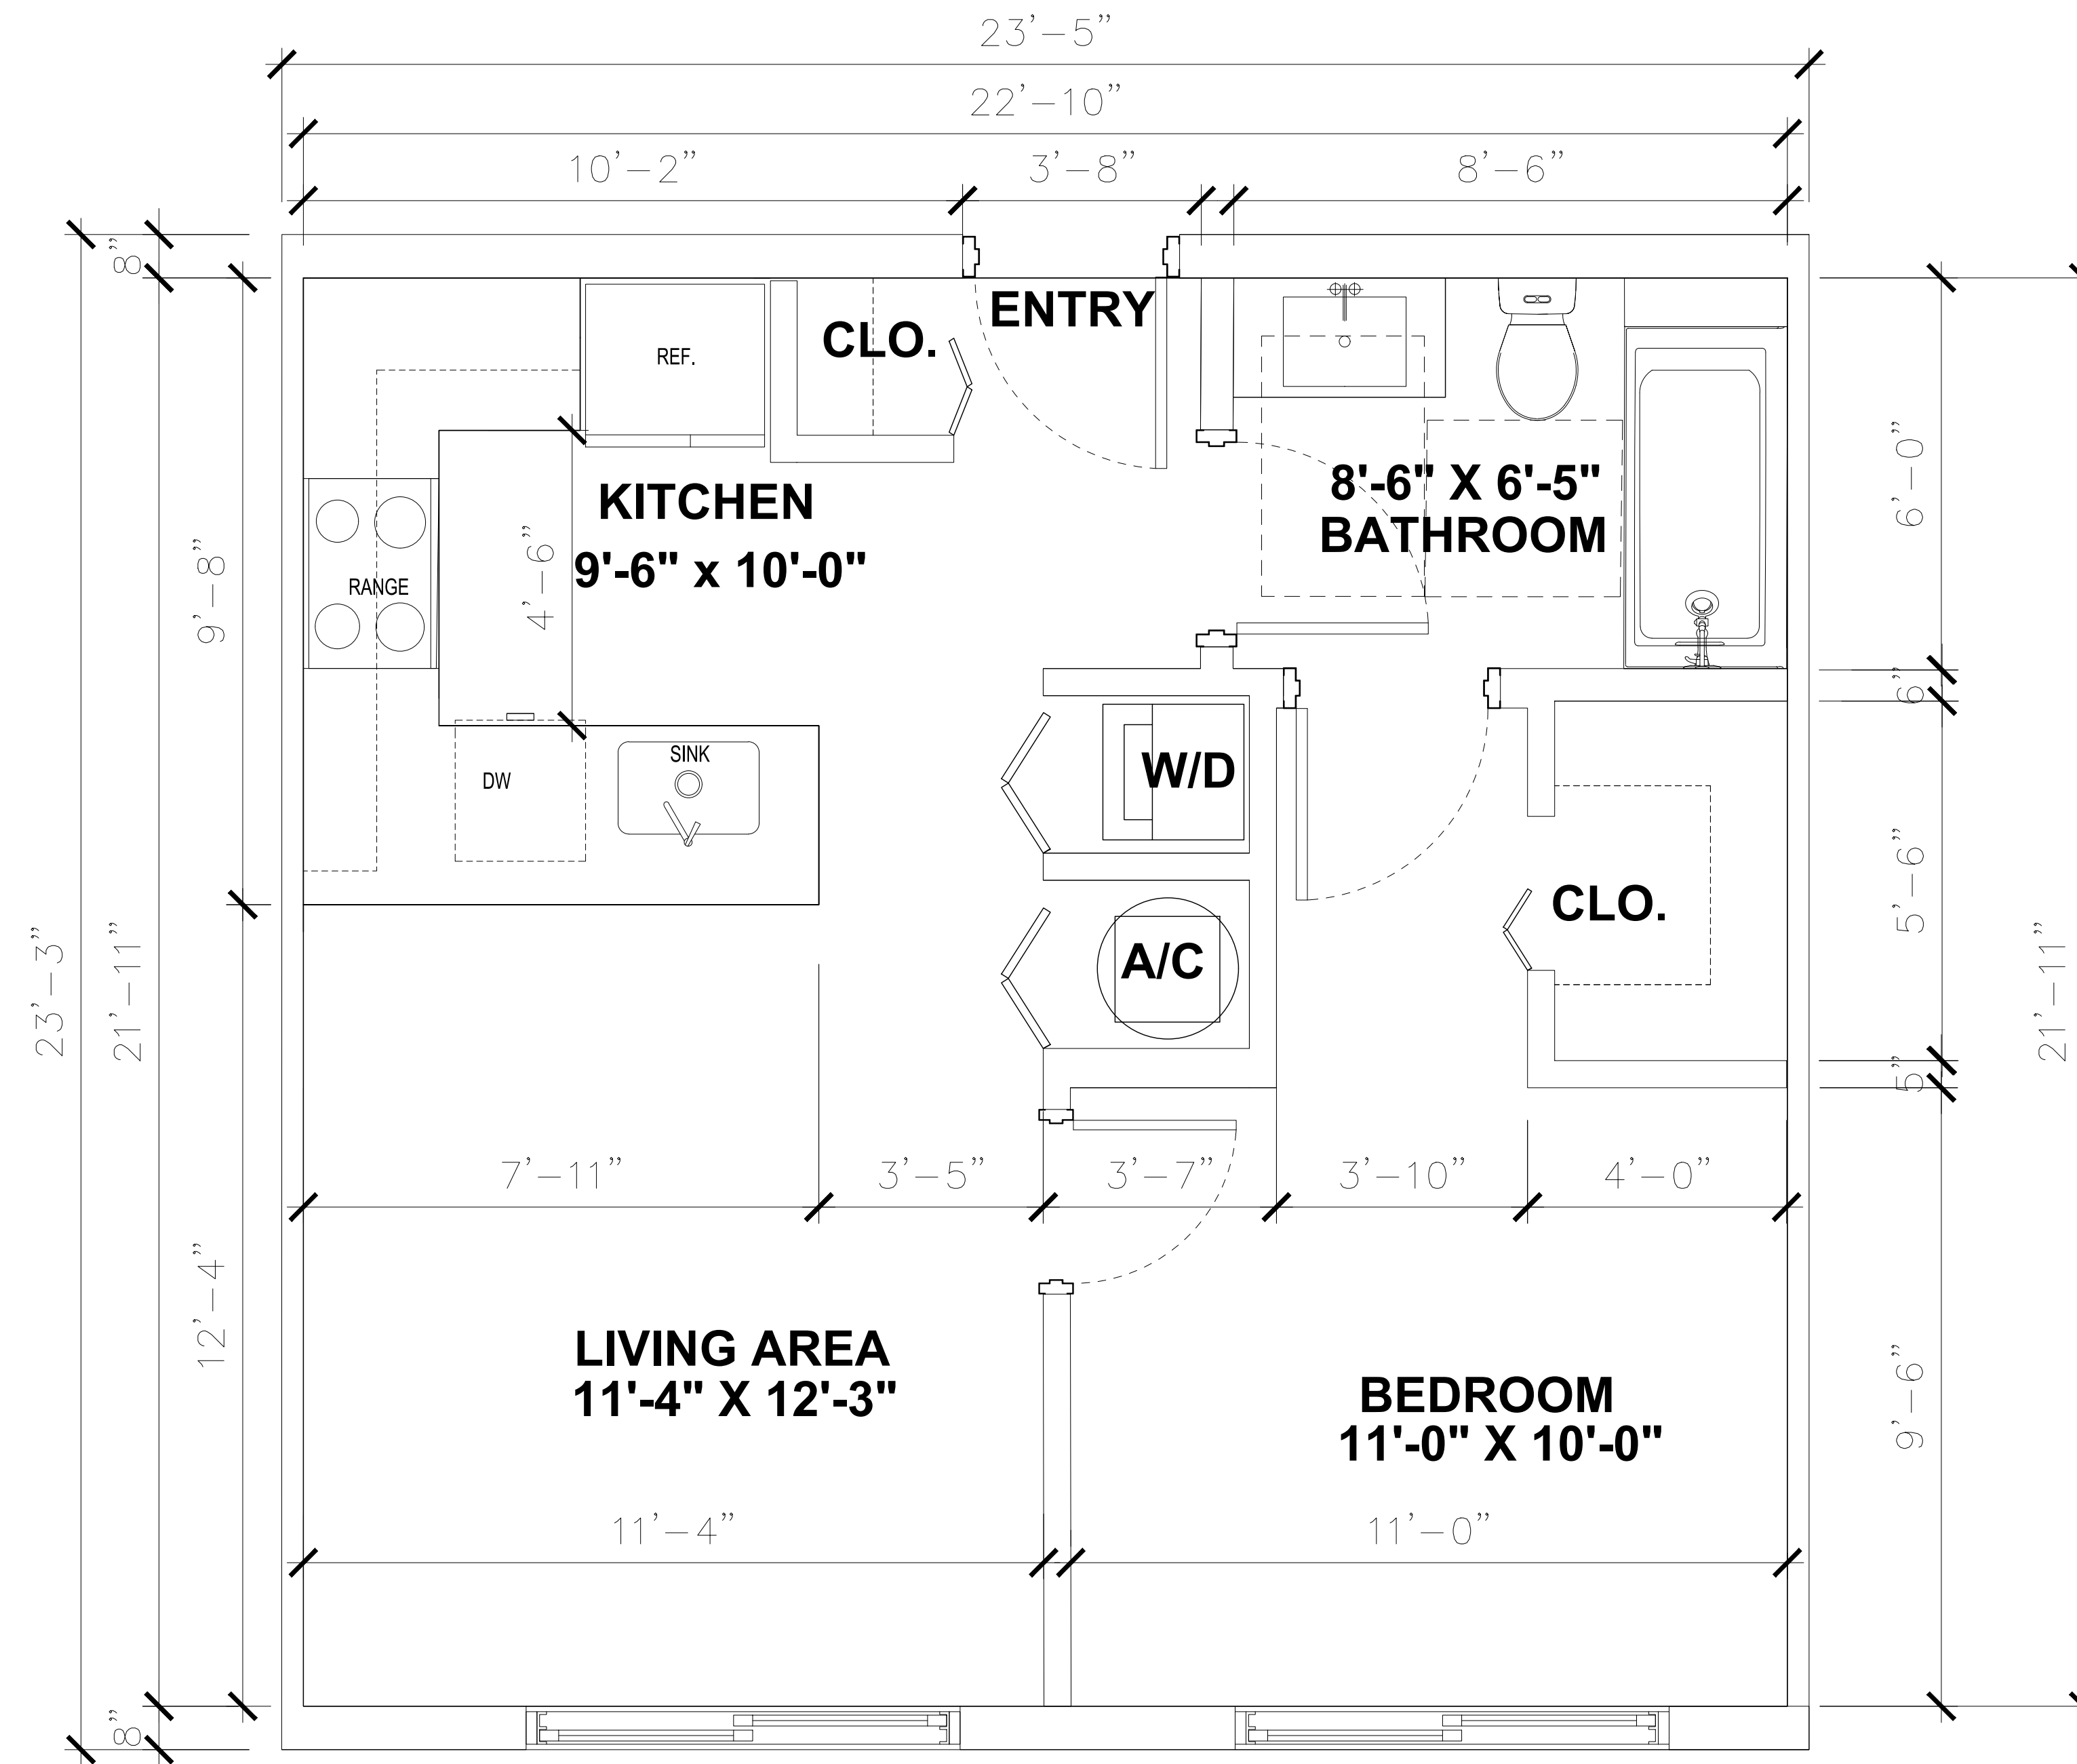 23’–5”
22’–10”
10’–2”
3’–8”
8’–6”
8”
ENTRY
CLO.
REF.
6’–0”
8'-6" X 6'-5"
BATHROOM
KITCHEN
9'-6" x 10'-0"
4’–6”
9’–8”
RANGE
6”
SINK
DW
W/D
5’–6”
CLO.
A/C
23’–3”
21’–11”
21’–11”
5”
7’–11”
3’–5”
3’–7”
3’–10”
4’–0”
12’–4”
LIVING AREA
11'-4" X 12'-3"
BEDROOM
11'-0" X 10'-0"
9’–6”
11’–4”
11’–0”
8”